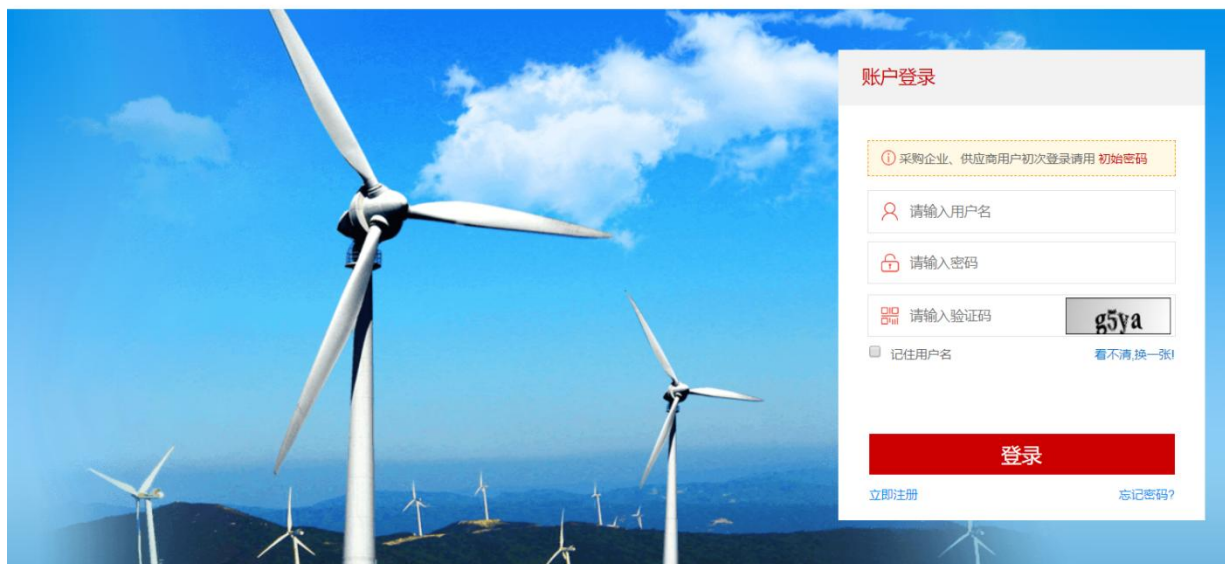 账户登录
采购企业、供应商用户初次登录请用 初始密码
请输入用户名
请输入密码
请输入验证码 g5ya
记住用户名 看不清,换一张!
登录
立即注册 忘记密码?